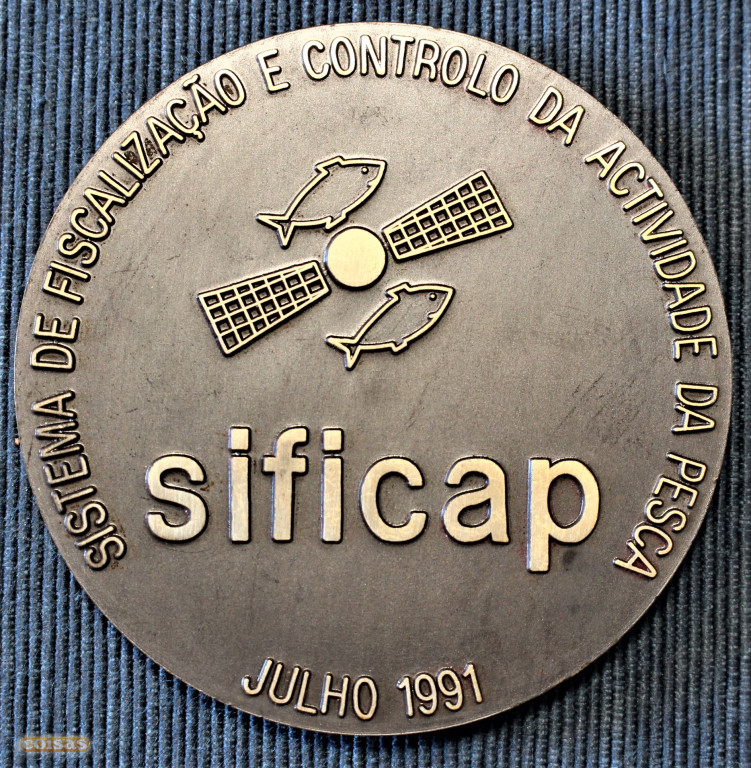 SISTEMA DE FISCALIZAÇÃO E CONTROLO DA ACTIVIDADE DA PESCA
sificap
JULHO 1991
coisas